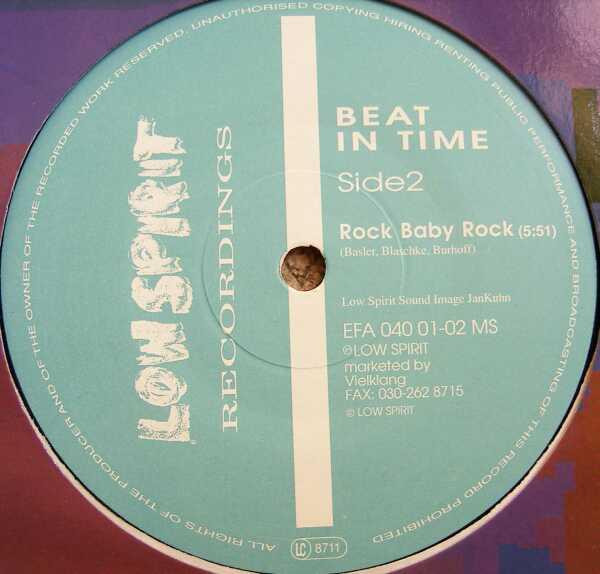 ALL RIGHTS OF THE PRODUCER AND OF THE OWNER OF THE RECORDED WORK RESERVED. UNAUTHORISED COPYING HIRING RENTING PUBLIC PERFORMANCE AND BROADCASTING OF THIS RECORD PROHIBITED
LOW SPIRIT
RECORDINGS
BEAT
IN TIME
Side2
Rock Baby Rock (5:51)
(Basler, Blaschke, Burhoff)
Low Spirit Sound Image JanKuhn
EFA 040 01-02 MS
℗LOW SPIRIT
marketed by
Vielklang
FAX: 030-262 8715
© LOW SPIRIT
LC 8711